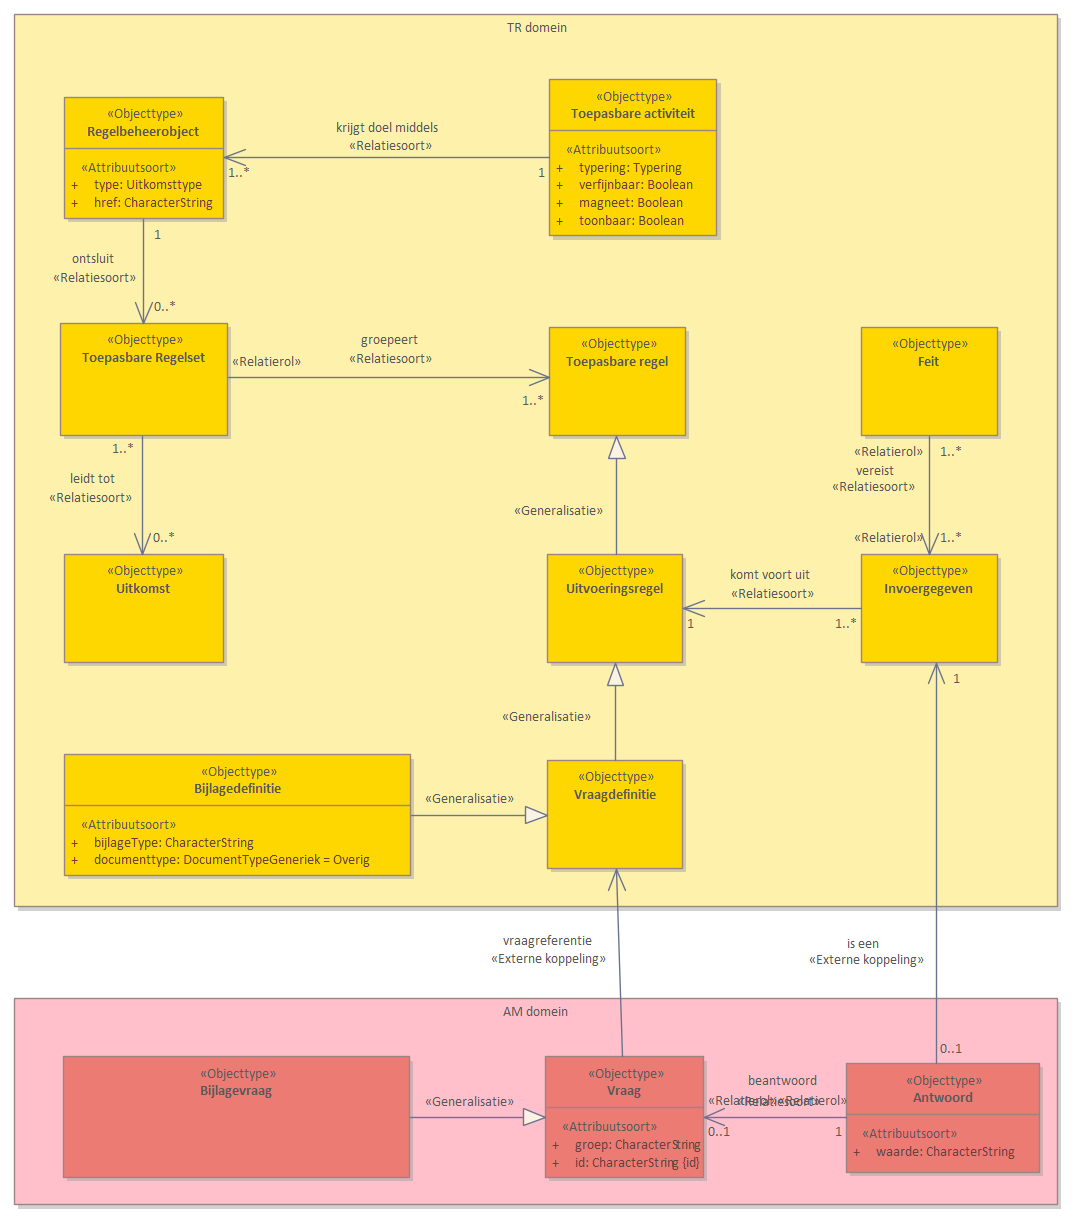 TR domein
«Objecttype»
Regelbeheerobject
«Attribuutsoort»
+ type: Uitkomsttype
+ href: CharacterString
krijgt doel middels
«Relatiesoort»
1..*
1
«Objecttype»
Toepasbare activiteit
«Attribuutsoort»
+ typering: Typering
+ verfijnbaar: Boolean
+ magneet: Boolean
+ toonbaar: Boolean
1
ontsluit
«Relatiesoort»
0..*
«Objecttype»
Toepasbare Regelset
«Relatierol»
groepeert
«Relatiesoort»
1..*
«Objecttype»
Toepasbare regel
«Objecttype»
Feit
1..*
leidt tot
«Relatiesoort»
0..*
«Generalisatie»
«Relatierol»
1..*
vereist
«Relatiesoort»
«Relatierol»
1..*
«Objecttype»
Uitkomst
«Objecttype»
Uitvoeringsregel
komt voort uit
«Relatiesoort»
1
1..*
«Objecttype»
Invoergegeven
«Generalisatie»
1
«Objecttype»
Bijlagedefinitie
«Attribuutsoort»
+ bijlageType: CharacterString
+ documenttype: DocumentTypeGeneriek = Overig
«Generalisatie»
«Objecttype»
Vraagdefinitie
vraagreferentie
«Externe koppeling»
is een
«Externe koppeling»
AM domein
0..1
«Objecttype»
Bijlagevraag
«Generalisatie»
«Objecttype»
Vraag
«Attribuutsoort»
+ groep: CharacterString
+ id: CharacterString {id}
beantwoord
«Relatierol»
«Relatiesoort»
«Relatierol»
0..1
1
«Objecttype»
Antwoord
«Attribuutsoort»
+ waarde: CharacterString